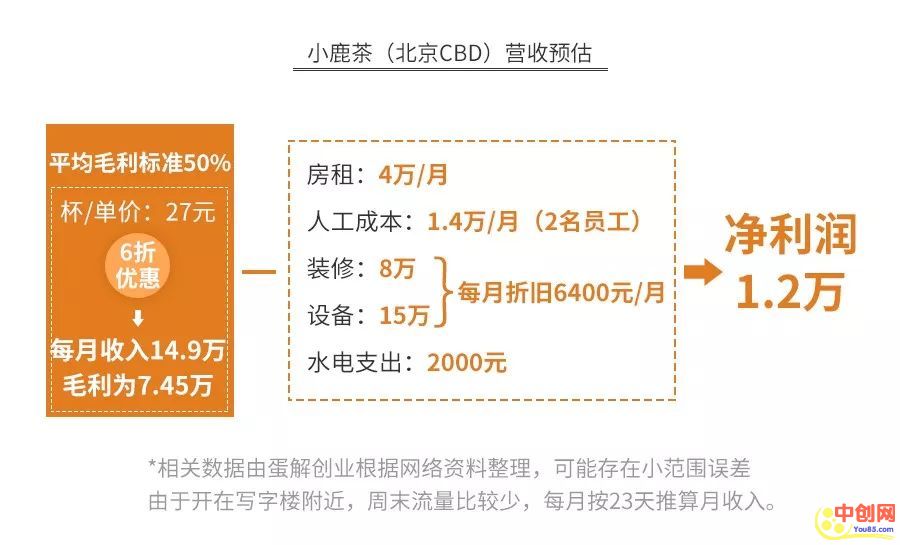 小鹿茶（北京CBD）营收预估
平均毛利标准50%
杯/单价：27元
6折
优惠
每月收入14.9万
毛利为7.45万
房租：4万/月
人工成本：1.4万/月（2名员工）
装修：8万
设备：15万
每月折旧6400元/月
水电支出：2000元
净利润
1.2万
*相关数据由蛋解创业根据网络资料整理，可能存在小范围误差
由于开在写字楼附近，周末流量比较少，每月按23天推算月收入。
中创网
You85.com